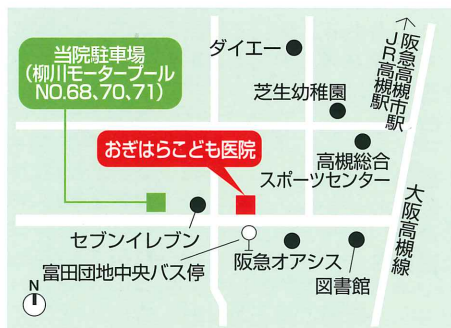 当院駐車場
（柳川モータープール
NO.68、70、71）
ダイエー
阪急高槻市駅
JR高槻駅
芝生幼稚園
おぎはらこども医院
高槻総合
スポーツセンター
大阪高槻線
セブンイレブン
富田団地中央バス停
阪急オアシス
図書館
N